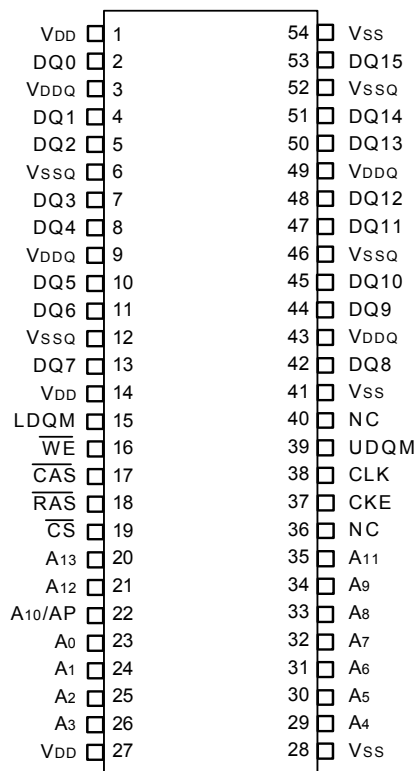 VDD 1 54 VSS
DQ0 2 53 DQ15
VDDQ 3 52 VSSQ
DQ1 4 51 DQ14
DQ2 5 50 DQ13
VSSQ 6 49 VDDQ
DQ3 7 48 DQ12
DQ4 8 47 DQ11
VDDQ 9 46 VSSQ
DQ5 10 45 DQ10
DQ6 11 44 DQ9
VSSQ 12 43 VDDQ
DQ7 13 42 DQ8
VDD 14 41 VSS
LDQM 15 40 NC
W̅E̅ 16 39 UDQM
C̅A̅S̅ 17 38 CLK
R̅A̅S̅ 18 37 CKE
C̅S̅ 19 36 NC
A13 20 35 A11
A12 21 34 A9
A10/AP 22 33 A8
A0 23 32 A7
A1 24 31 A6
A2 25 30 A5
A3 26 29 A4
VDD 27 28 VSS